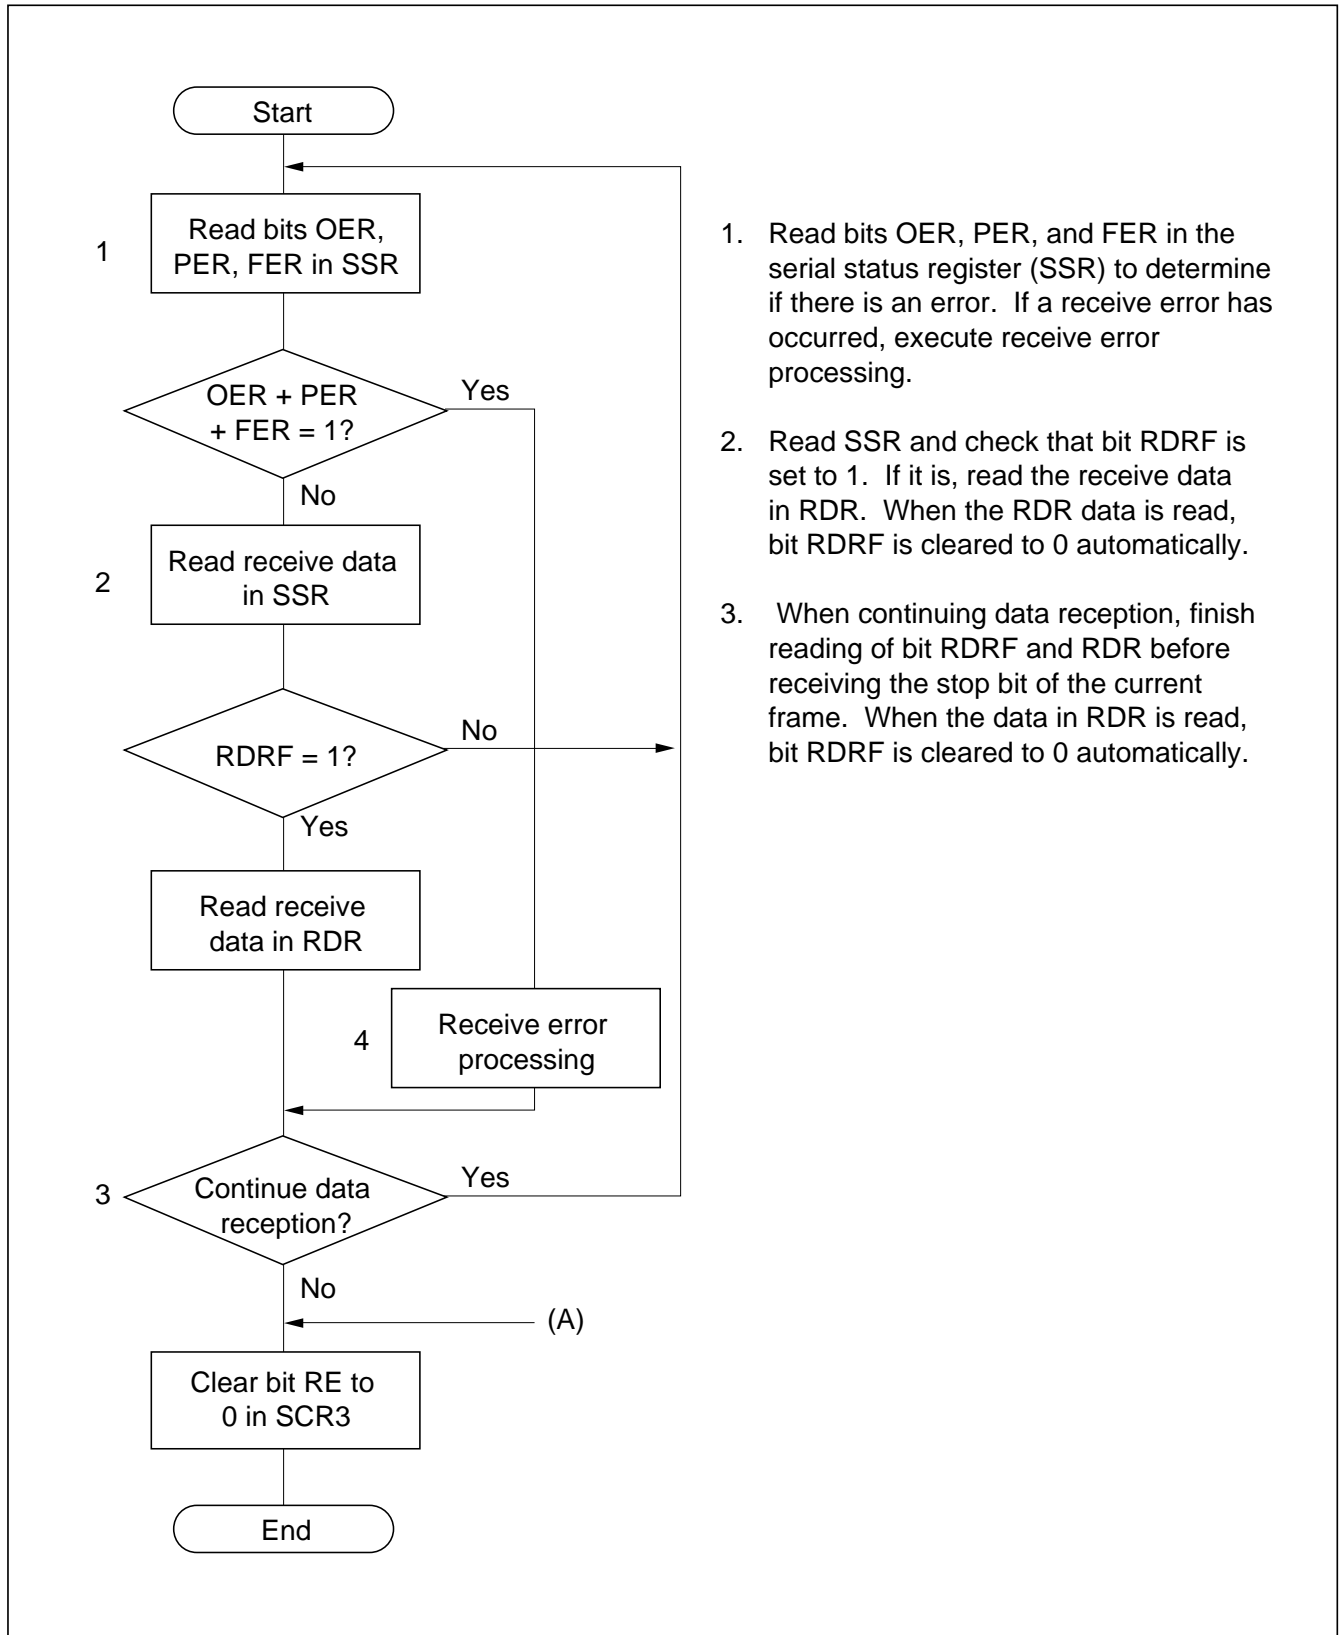 Start
1
Read bits OER,
PER, FER in SSR
OER + PER
+ FER = 1?
Yes
No
2
Read receive data
in SSR
RDRF = 1?
No
Yes
Read receive
data in RDR
4
Receive error
processing
3
Continue data
reception?
Yes
No
(A)
Clear bit RE to
0 in SCR3
End
1. Read bits OER, PER, and FER in the
serial status register (SSR) to determine
if there is an error. If a receive error has
occurred, execute receive error
processing.
2. Read SSR and check that bit RDRF is
set to 1. If it is, read the receive data
in RDR. When the RDR data is read,
bit RDRF is cleared to 0 automatically.
3. When continuing data reception, finish
reading of bit RDRF and RDR before
receiving the stop bit of the current
frame. When the data in RDR is read,
bit RDRF is cleared to 0 automatically.